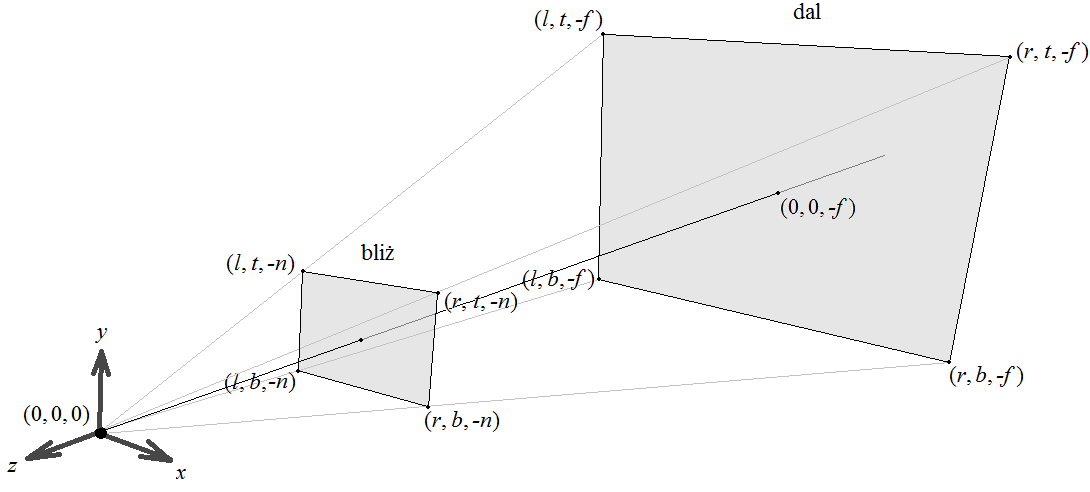 (l, t, -f )
dal
(r, t, -f )
(0, 0, -f )
bliż
(l, t, -n)
(l, b, -f)
(r, t, -n)
y
(l, b, -n)
(r, b, -f )
(0, 0, 0)
(r, b, -n)
z
x